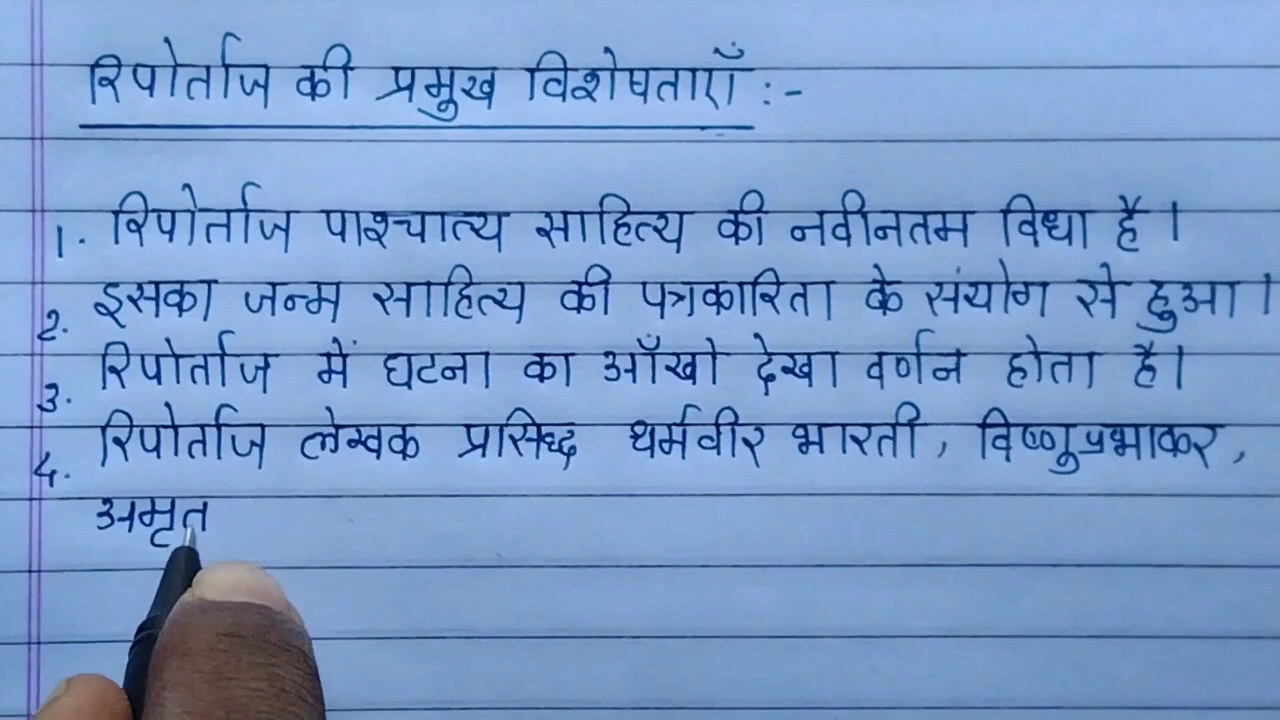 रिपोर्ताज की प्रमुख विशेषताएँ :-
1. रिपोर्ताज पाश्चात्य साहित्य की नवीनतम विधा है ।
2. इसका जन्म साहित्य की पत्रकारिता के संयोग से हुआ ।
3. रिपोर्ताज में घटना का आँखो देखा वर्णन होता है।
4. रिपोर्ताज लेखक प्रसिध्द धर्मवीर भारती, विष्णुप्रभाकर,
अमृत